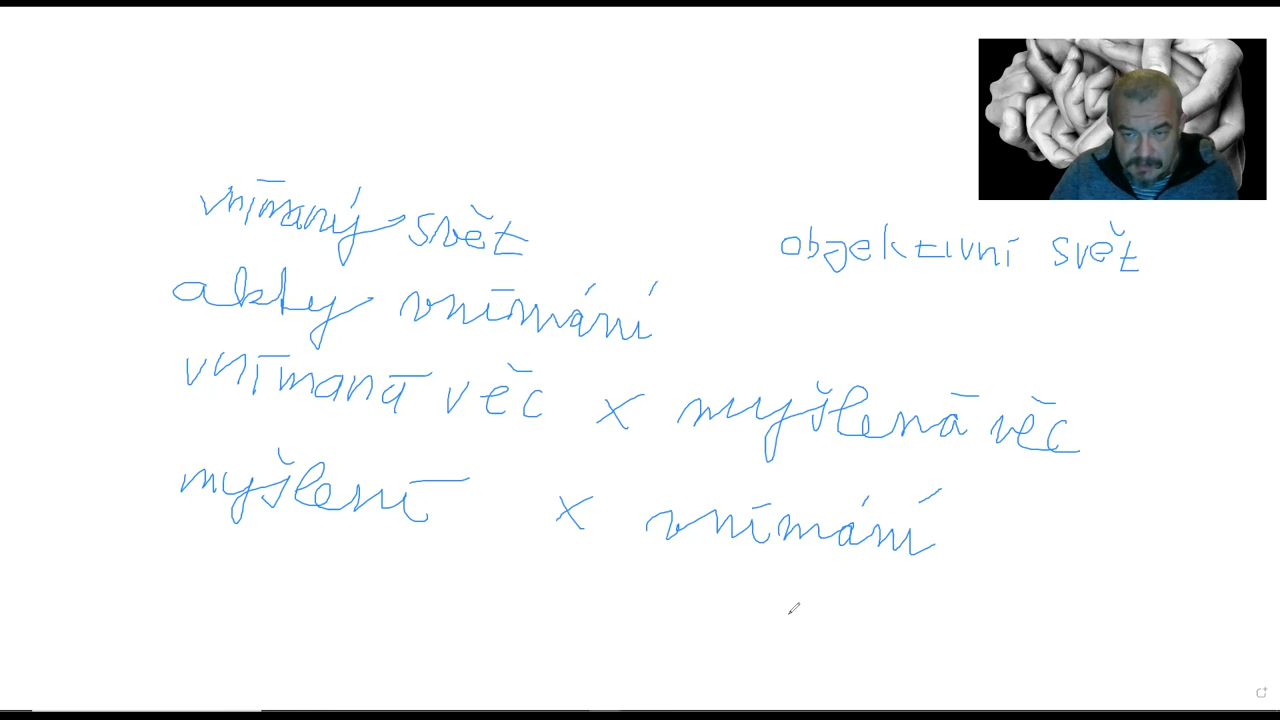 vnímaný svět
objektivní svět
akty vnímání
vnímaná věc x myšlená věc
myšlení x vnímání